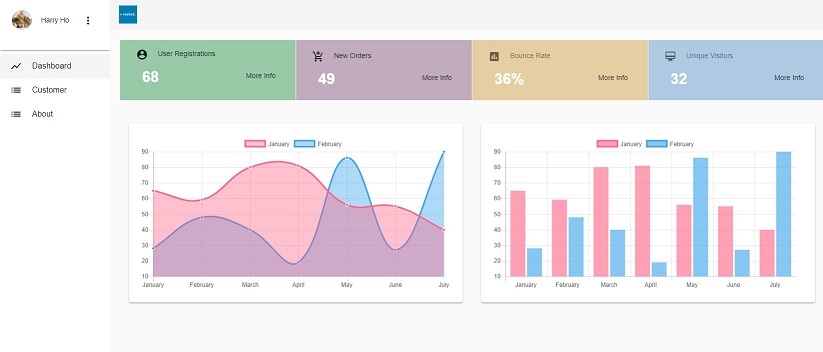 Harry Ho
Dashboard
Customer
About
User Registrations
68
More Info
New Orders
49
More Info
Bounce Rate
36%
More Info
Unique Visitors
32
More Info
January February
90
80
70
60
50
40
30
20
10
January February March April May June July
January February
90
80
70
60
50
40
30
20
10
January February March April May June July